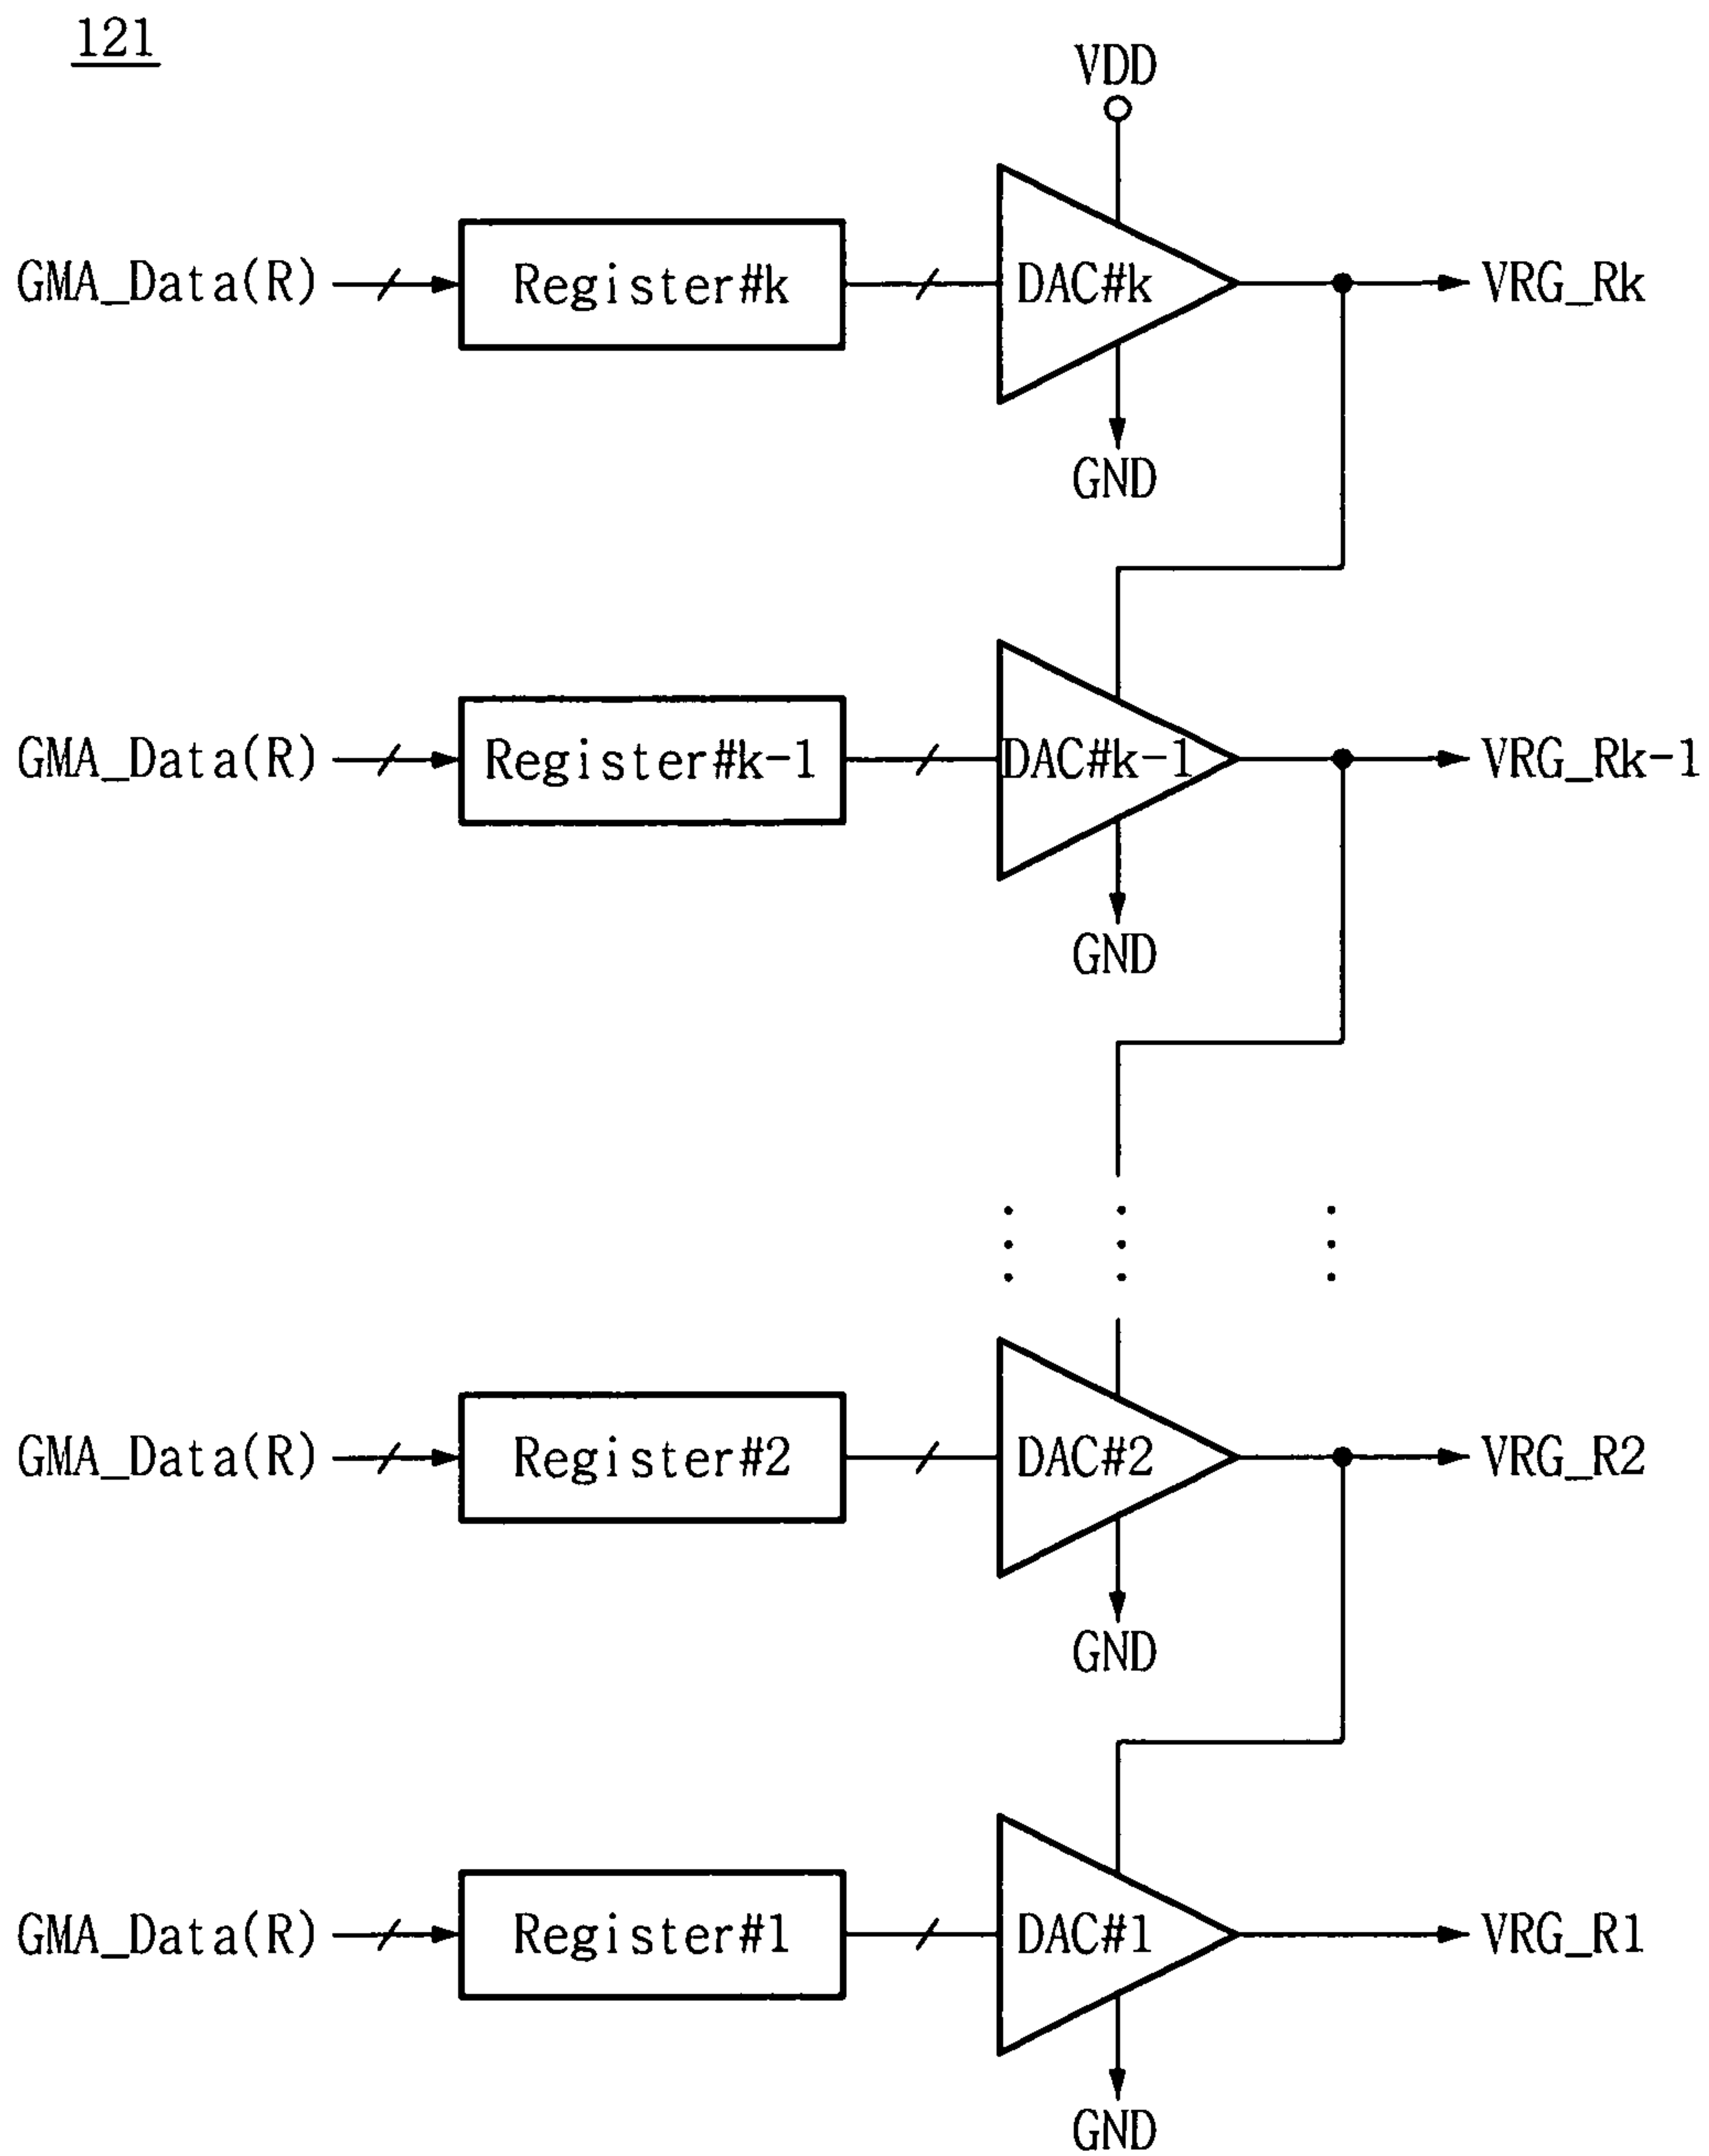 121
VDD
GMA_Data(R) Register#k DAC#k VRG_Rk
GND
GMA_Data(R) Register#k-1 DAC#k-1 VRG_Rk-1
GND
GMA_Data(R) Register#2 DAC#2 VRG_R2
GND
GMA_Data(R) Register#1 DAC#1 VRG_R1
GND